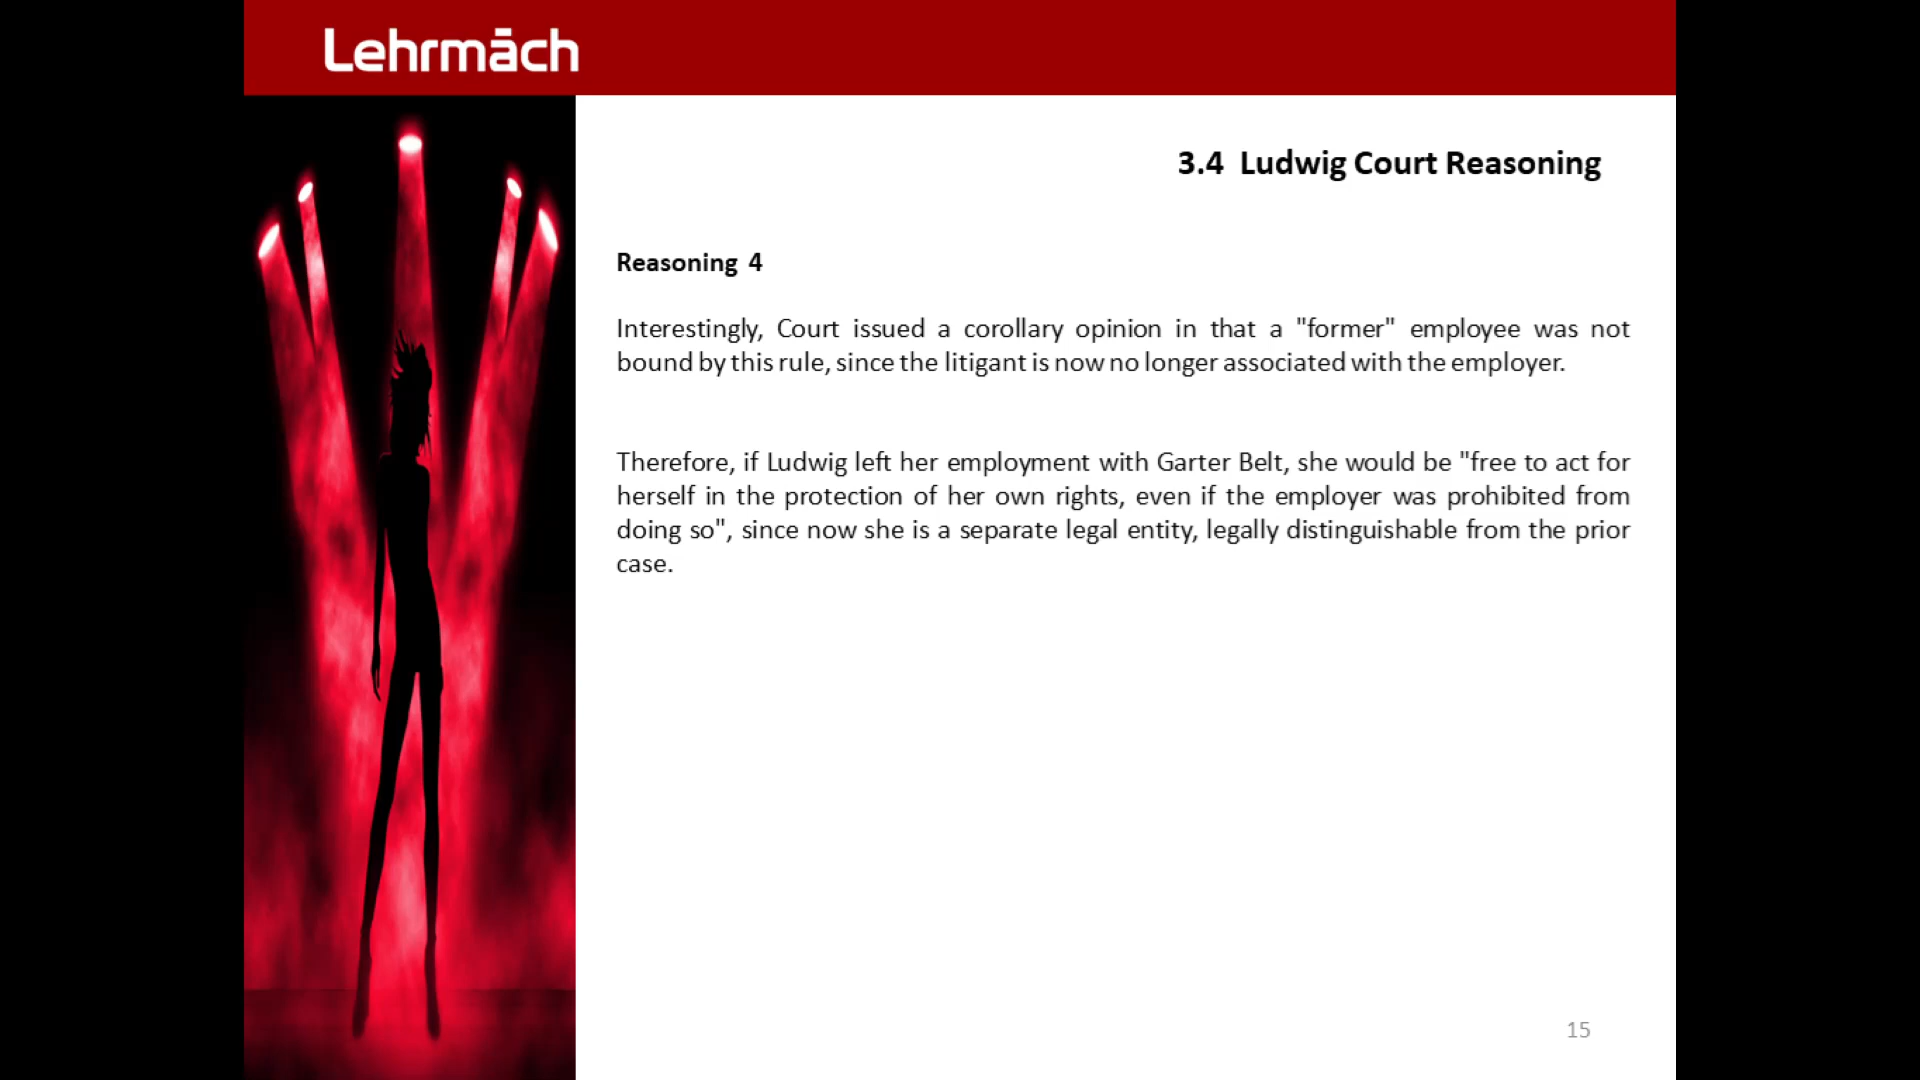 Lehrmāch
3.4 Ludwig Court Reasoning
Reasoning 4
Interestingly, Court issued a corollary opinion in that a "former" employee was not
bound by this rule, since the litigant is now no longer associated with the employer.
Therefore, if Ludwig left her employment with Garter Belt, she would be "free to act for
herself in the protection of her own rights, even if the employer was prohibited from
doing so", since now she is a separate legal entity, legally distinguishable from the prior
case.
15